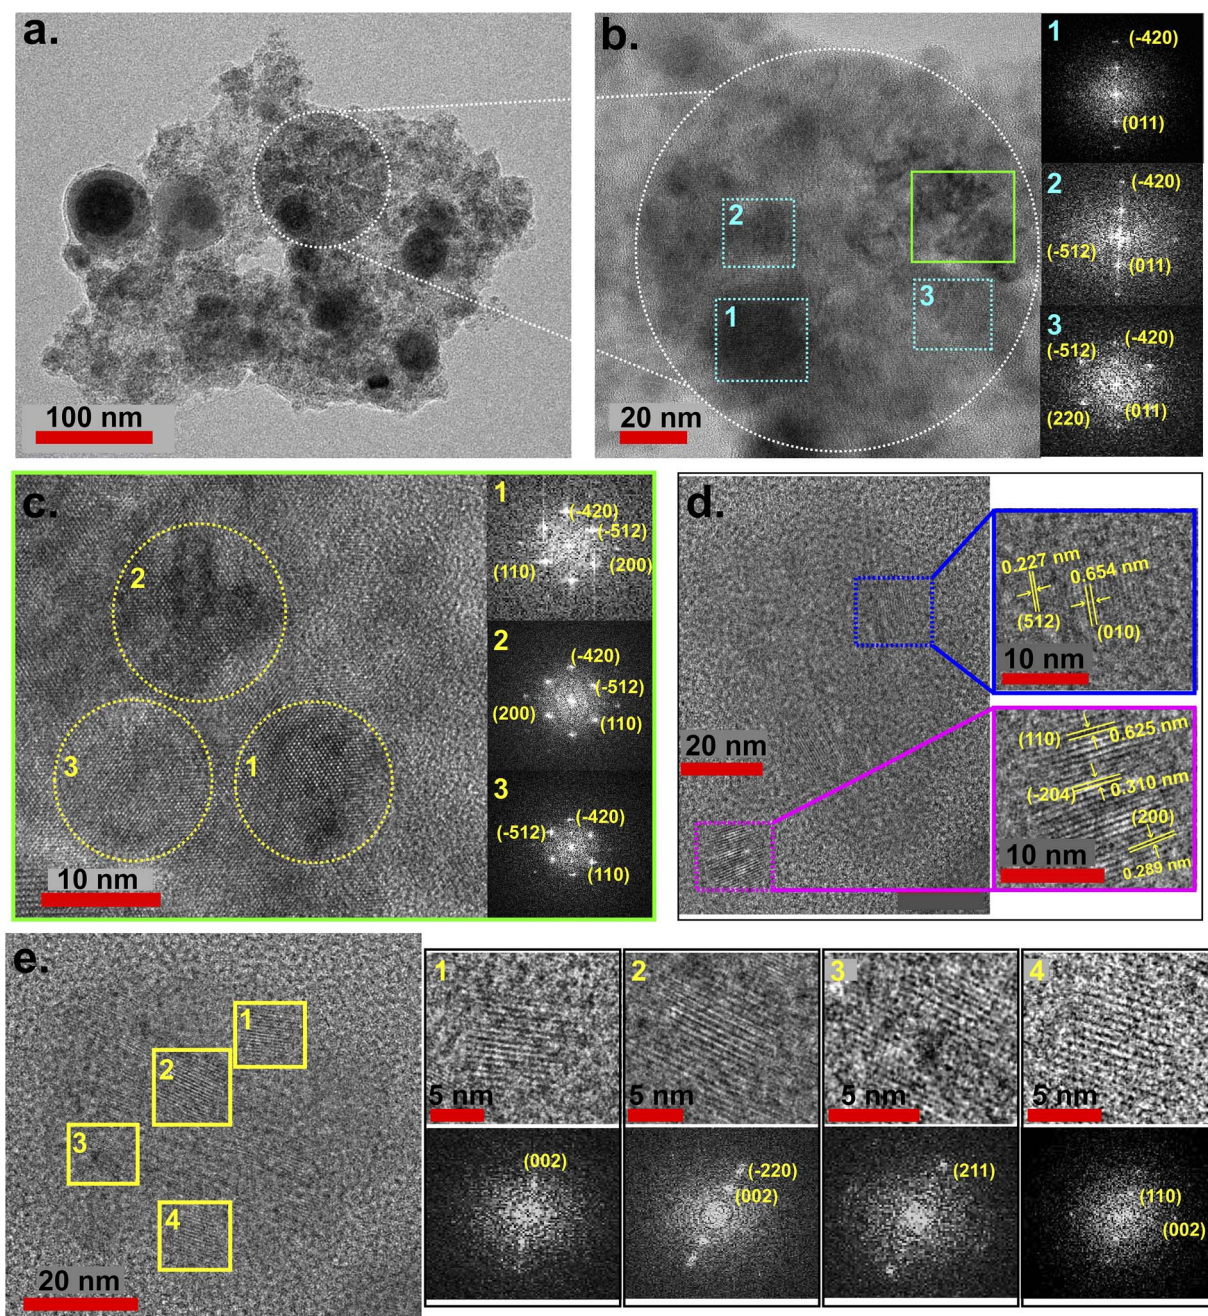 a.
100 nm
b.
2
3
1
20 nm
1
(-420)
(011)
2
(-420)
(-512)
(011)
3
(-420)
(-512)
(220)
(011)
c.
2
3
1
10 nm
1
(-420)
(-512)
(110)
(200)
2
(-420)
(-512)
(200)
(110)
3
(-420)
(-512)
(110)
d.
20 nm
0.227 nm
0.654 nm
(512)
(010)
10 nm
(110)
0.625 nm
(-204)
0.310 nm
(200)
10 nm
0.289 nm
e.
1
2
3
4
20 nm
1
5 nm
(002)
2
5 nm
(-220)
(002)
3
5 nm
(211)
4
5 nm
(110)
(002)